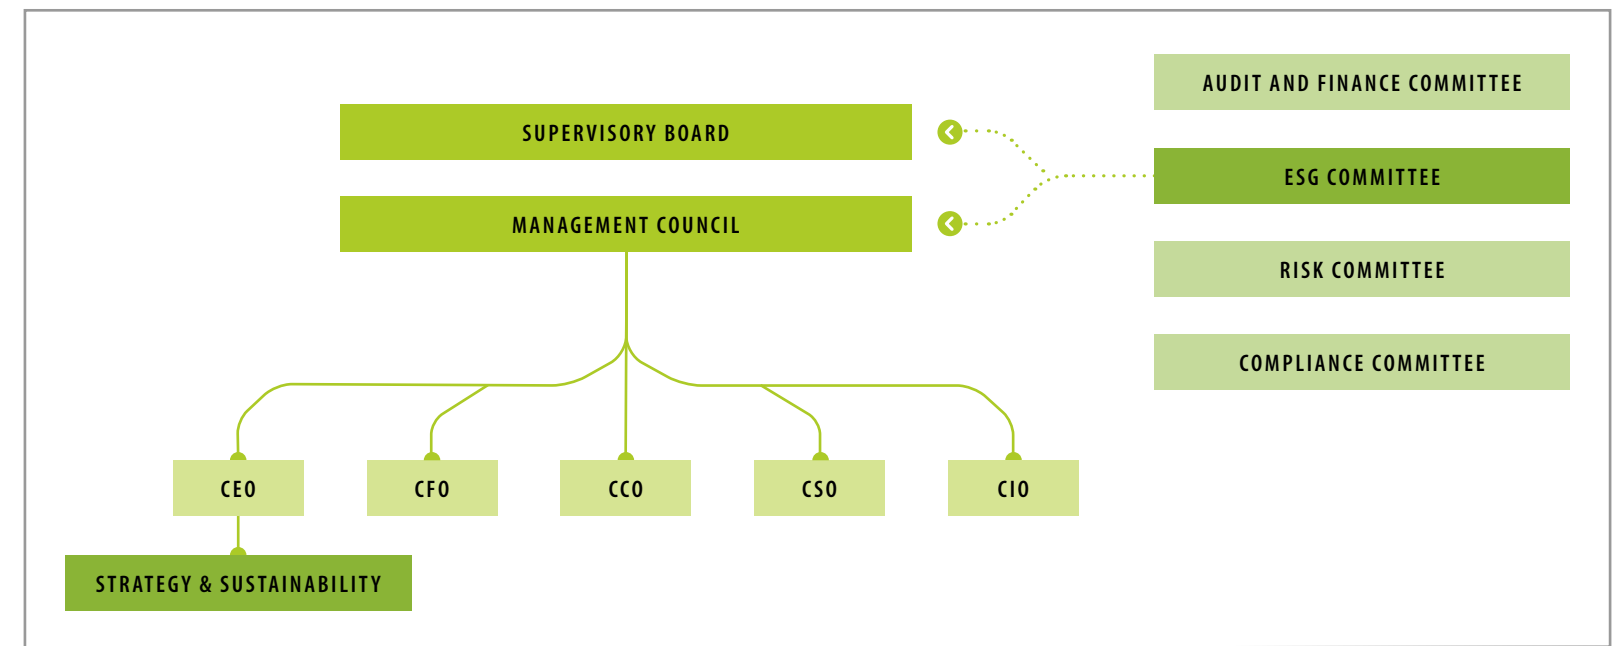 SUPERVISORY BOARD
MANAGEMENT COUNCIL
AUDIT AND FINANCE COMMITTEE
ESG COMMITTEE
RISK COMMITTEE
COMPLIANCE COMMITTEE
CEO
CFO
CCO
CSO
CIO
STRATEGY & SUSTAINABILITY